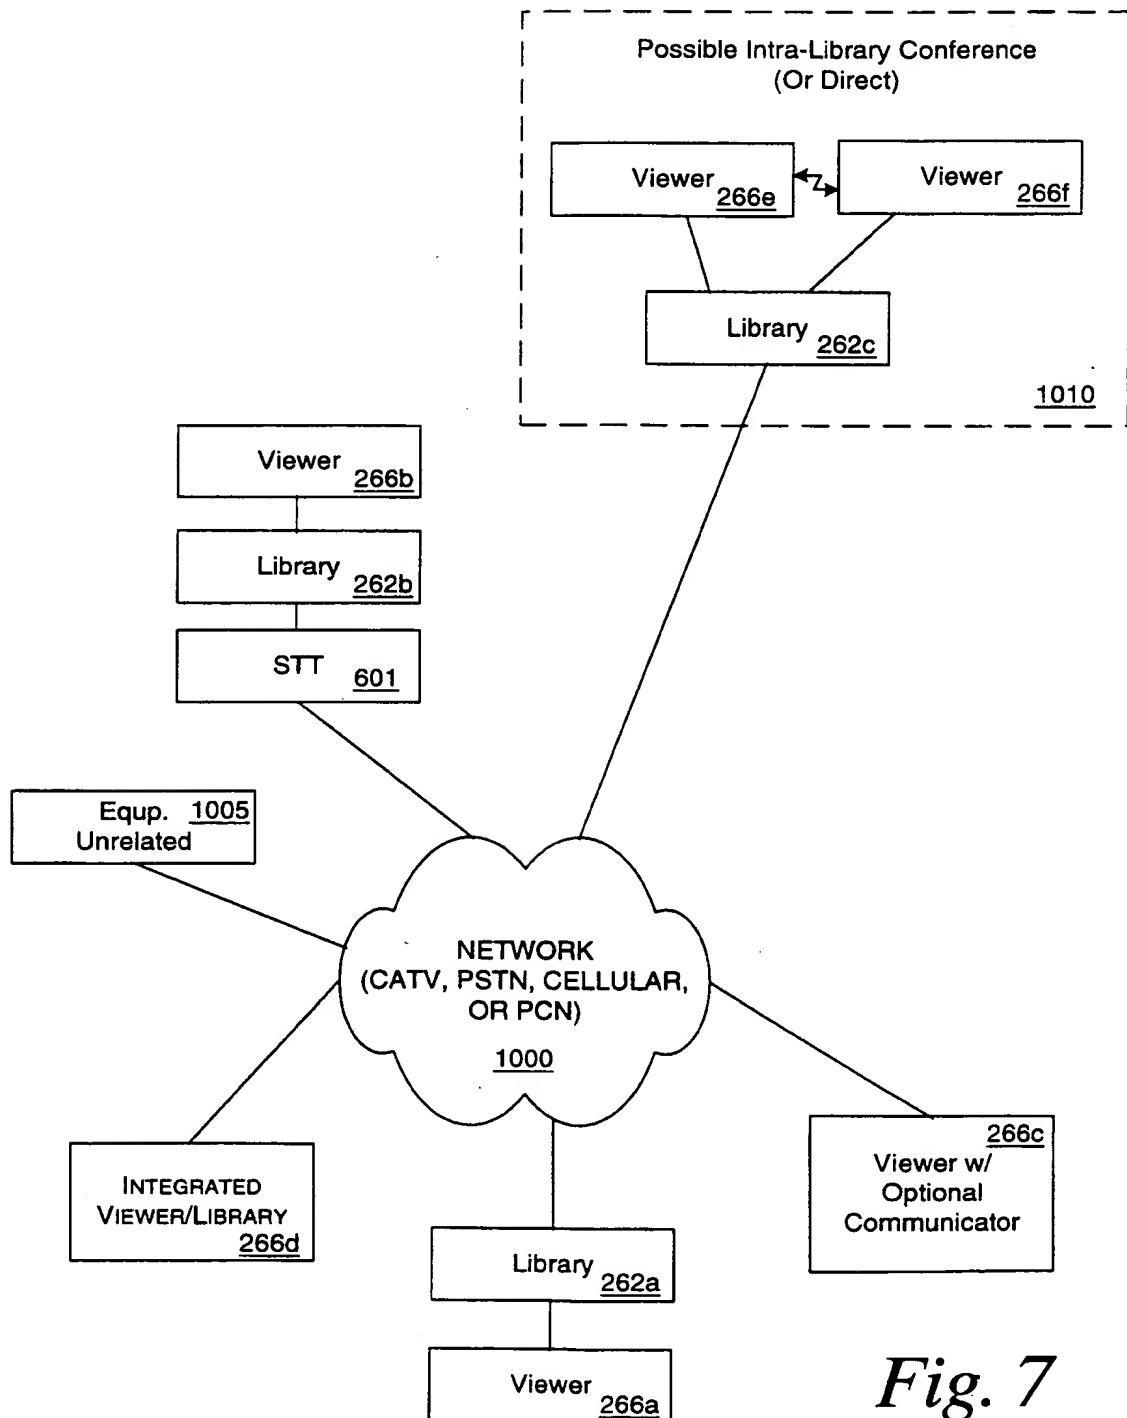 Possible Intra-Library Conference
(Or Direct)
Viewer 266e
Viewer 266f
Library 262c
1010
Viewer 266b
Library 262b
STT 601
Equp. 1005
Unrelated
NETWORK
(CATV, PSTN, CELLULAR,
OR PCN)
1000
INTEGRATED
VIEWER/LIBRARY
266d
266c
Viewer w/
Optional
Communicator
Library 262a
Viewer 266a
Fig. 7